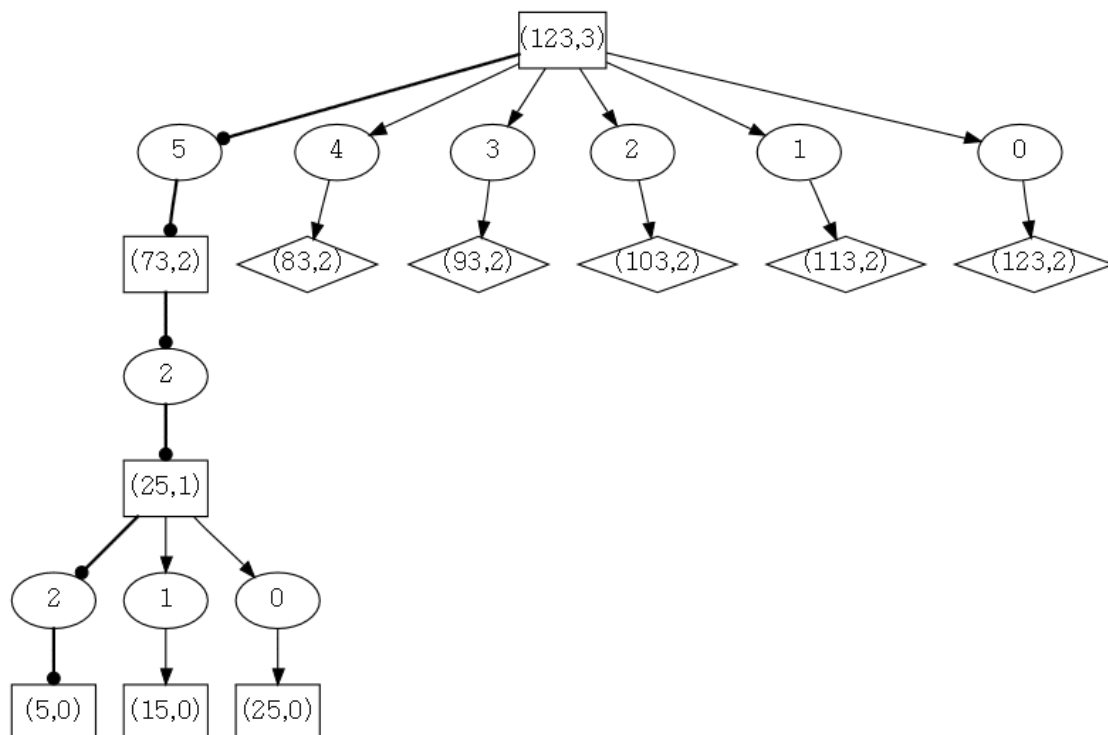 (123,3)
5 4 3 2 1 0
(73,2) (83,2) (93,2) (103,2) (113,2) (123,2)
2
(25,1)
2 1 0
(5,0) (15,0) (25,0)